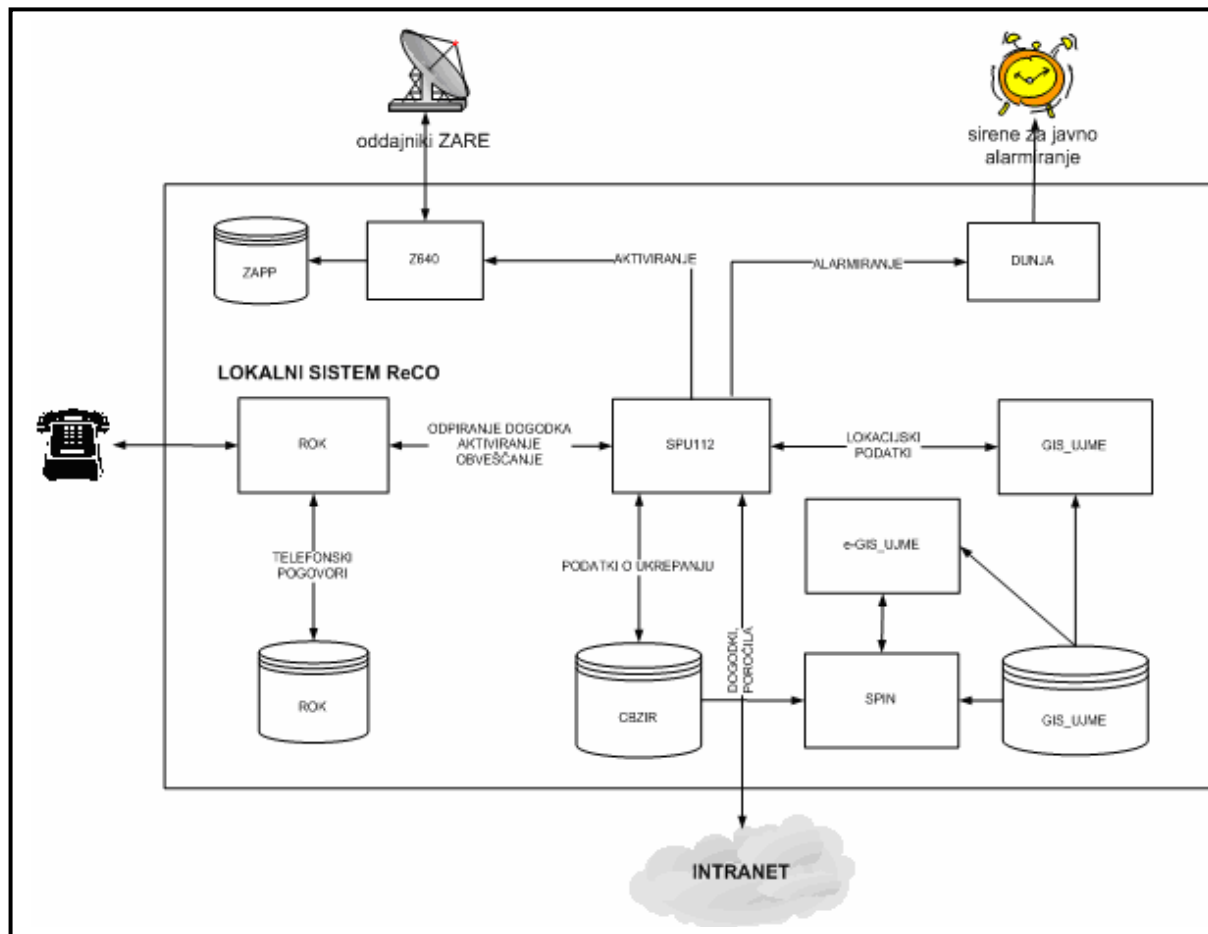 oddajniki ZARE
sirene za javno
alarmiranje
ZAPP
Z640
AKTIVIRANJE
ALARMIRANJE
DUNJA
LOKALNI SISTEM ReCO
ROK
ODPIRANJE DOGODKA
AKTIVIRANJE
OBVEŠČANJE
SPU112
LOKACIJSKI
PODATKI
GIS_UJME
e-GIS_UJME
TELEFONSKI
POGOVORI
PODATKI O UKREPANJU
DOGODKI,
POROČILA
ROK
CBZIR
SPIN
GIS_UJME
INTRANET